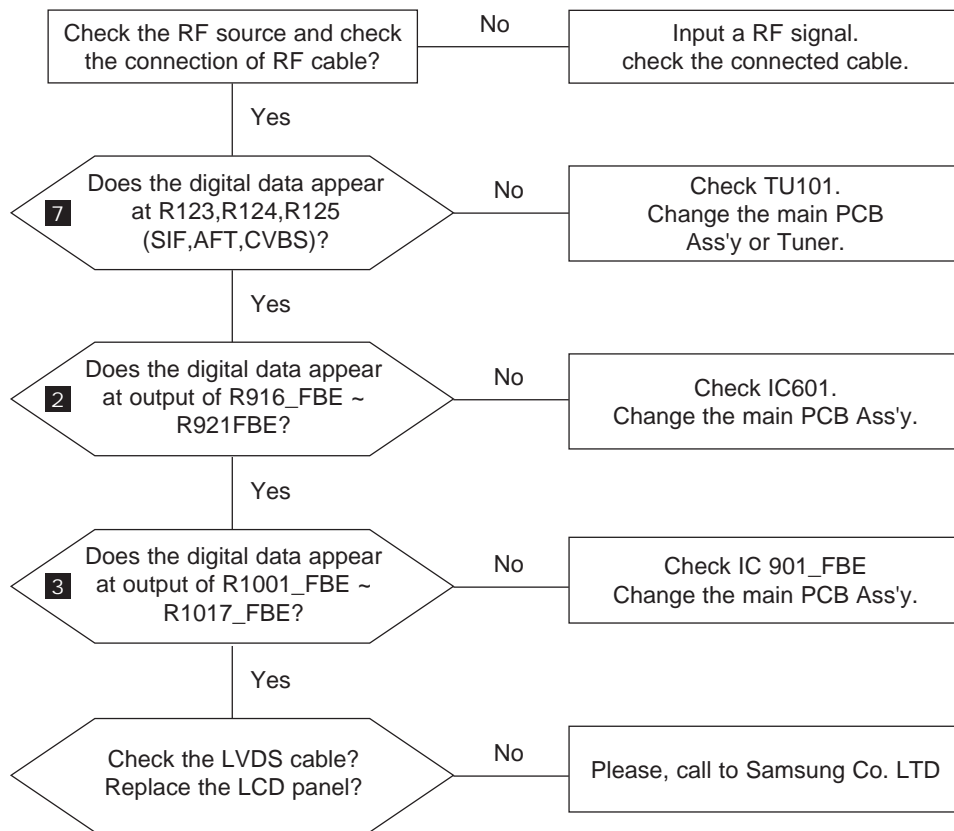 Check the RF source and check
the connection of RF cable?
No
Input a RF signal.
check the connected cable.
Yes
7
Does the digital data appear
at R123,R124,R125
(SIF,AFT,CVBS)?
No
Check TU101.
Change the main PCB
Ass'y or Tuner.
Yes
2
Does the digital data appear
at output of R916_FBE ~
R921FBE?
No
Check IC601.
Change the main PCB Ass'y.
Yes
3
Does the digital data appear
at output of R1001_FBE ~
R1017_FBE?
No
Check IC 901_FBE
Change the main PCB Ass'y.
Yes
Check the LVDS cable?
Replace the LCD panel?
No
Please, call to Samsung Co. LTD